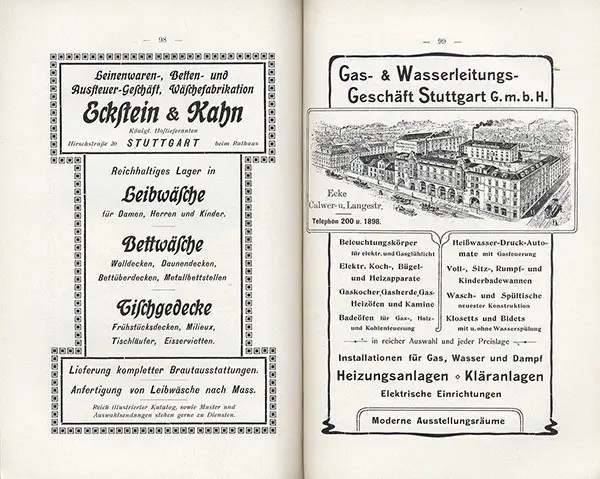 — 98 —
Leinenwaren-, Betten- und
Aussteuer-Geschäft, Wäschefabrikation
Eckstein & Kahn
Königl. Hoflieferanten
Hirschstraße 20 STUTTGART beim Rathaus
Reichhaltiges Lager in
Leibwäsche
für Damen, Herren und Kinder.
Bettwäsche
Wolldecken, Daunendecken,
Bettüberdecken, Metallbettstellen
Tischgedecke
Frühstücksdecken, Milieux,
Tischläufer, Eisservietten.
Lieferung kompletter Brautausstattungen.
Anfertigung von Leibwäsche nach Mass.
Reich illustrierter Katalog, sowie Muster und
Auswahlsendungen stehen gerne zu Diensten.
— 99 —
Gas- & Wasserleitungs-
Geschäft Stuttgart G.m.b.H.
Ecke
Calwer- u. Langestr.
Telephon 200 u. 1898.
Beleuchtungskörper
für elektr. und Gasglühlicht
Elektr. Koch-, Bügel-
und Heizapparate
Gaskocher, Gasherde, Gas-
Heizöfen und Kamine
Badeöfen für Gas-, Holz-
und Kohlenfeuerung
Heißwasser-Druck-Auto-
mate mit Gasfeuerung
Voll-, Sitz-, Rumpf- und
Kinderbadewannen
Wasch- und Spültische
neuester Konstruktion
Klosetts und Bidets
mit u. ohne Wasserspülung
in reicher Auswahl und jeder Preislage
Installationen für Gas, Wasser und Dampf
Heizungsanlagen ⋄ Kläranlagen
Elektrische Einrichtungen
Moderne Ausstellungsräume